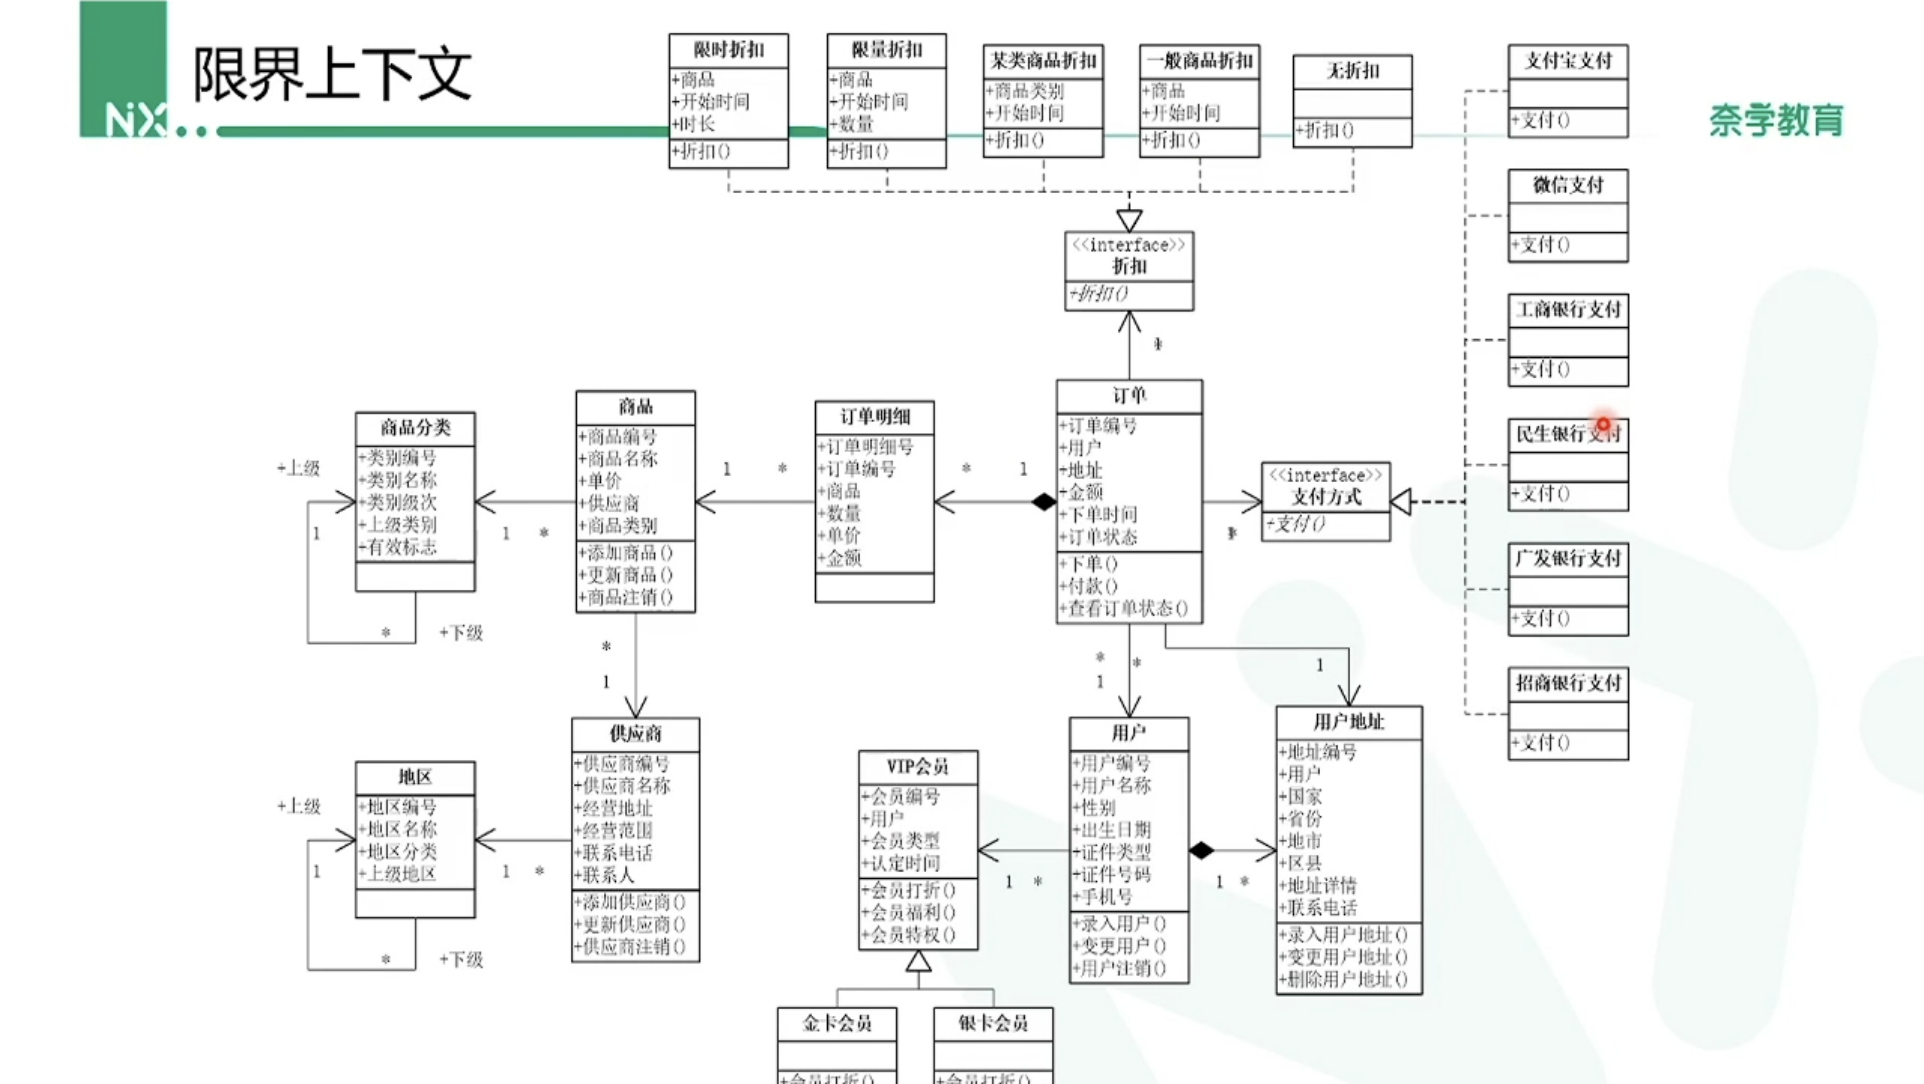 限界上下文
NiX
奈学教育
限时折扣
+商品
+开始时间
+时长
+折扣()
限量折扣
+商品
+开始时间
+数量
+折扣()
某类商品折扣
+商品类别
+开始时间
+折扣()
一般商品折扣
+商品
+开始时间
+折扣()
无折扣
+折扣()
支付宝支付
+支付()
微信支付
+支付()
工商银行支付
+支付()
民生银行支付
+支付()
广发银行支付
+支付()
招商银行支付
+支付()
<<interface>>
折扣
+折扣()
商品分类
+类别编号
+类别名称
+类别级次
+上级类别
+有效标志
+上级
1
*
+下级
1
*
商品
+商品编号
+商品名称
+单价
+供应商
+商品类别
+添加商品()
+更新商品()
+商品注销()
1
*
订单明细
+订单明细号
+订单编号
+商品
+数量
+单价
+金额
*
1
订单
+订单编号
+用户
+地址
+金额
+下单时间
+订单状态
+下单()
+付款()
+查看订单状态()
<<interface>>
支付方式
+支付()
*
1
*
1
*
1
地区
+地区编号
+地区名称
+地区分类
+上级地区
+上级
1
*
+下级
1
*
供应商
+供应商编号
+供应商名称
+经营地址
+经营范围
+联系电话
+联系人
+添加供应商()
+更新供应商()
+供应商注销()
VIP会员
+会员编号
+用户
+会员类型
+认定时间
+会员打折()
+会员福利()
+会员特权()
1
*
用户
+用户编号
+用户名称
+性别
+出生日期
+证件类型
+证件号码
+手机号
+录入用户()
+变更用户()
+用户注销()
1
*
用户地址
+地址编号
+用户
+国家
+省份
+地市
+区县
+地址详情
+联系电话
+录入用户地址()
+变更用户地址()
+删除用户地址()
金卡会员
+会员打折()
银卡会员
+会员打折()